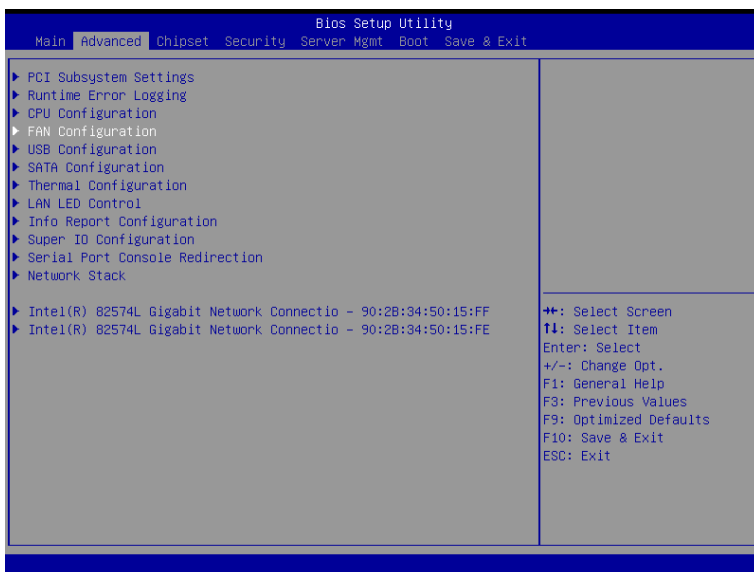 Bios Setup Utility
Main Advanced Chipset Security Server Mgmt Boot Save & Exit
PCI Subsystem Settings
Runtime Error Logging
CPU Configuration
FAN Configuration
USB Configuration
SATA Configuration
Thermal Configuration
LAN LED Control
Info Report Configuration
Super IO Configuration
Serial Port Console Redirection
Network Stack
Intel(R) 82574L Gigabit Network Connectio - 90:2B:34:50:15:FF
Intel(R) 82574L Gigabit Network Connectio - 90:2B:34:50:15:FE
→←: Select Screen
↑↓: Select Item
Enter: Select
+/-: Change Opt.
F1: General Help
F3: Previous Values
F9: Optimized Defaults
F10: Save & Exit
ESC: Exit